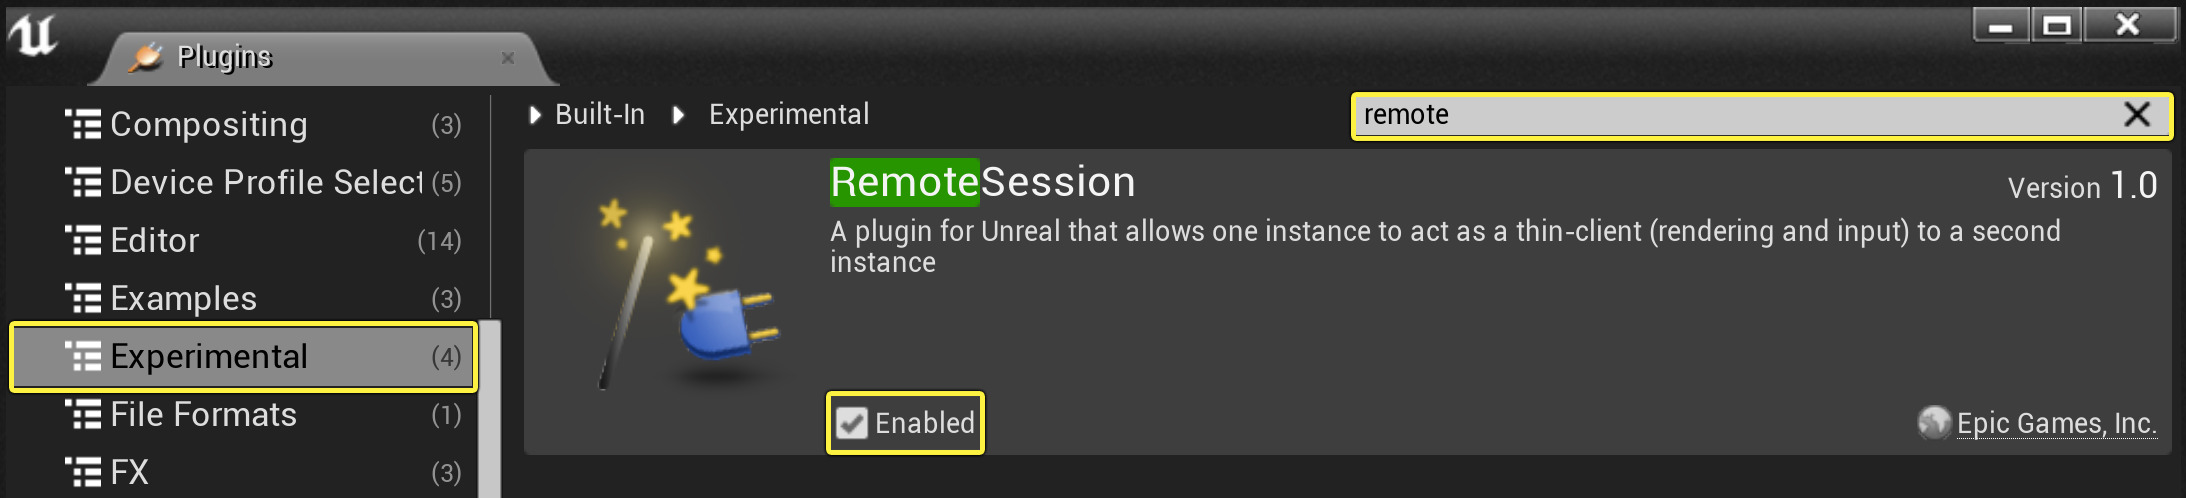 Plugins
Compositing (3)
Device Profile Select (5)
Editor (14)
Examples (3)
Experimental (4)
File Formats (1)
FX (3)
Built-In Experimental
remote
RemoteSession
Version 1.0
A plugin for Unreal that allows one instance to act as a thin-client (rendering and input) to a second
instance
Enabled
Epic Games, Inc.